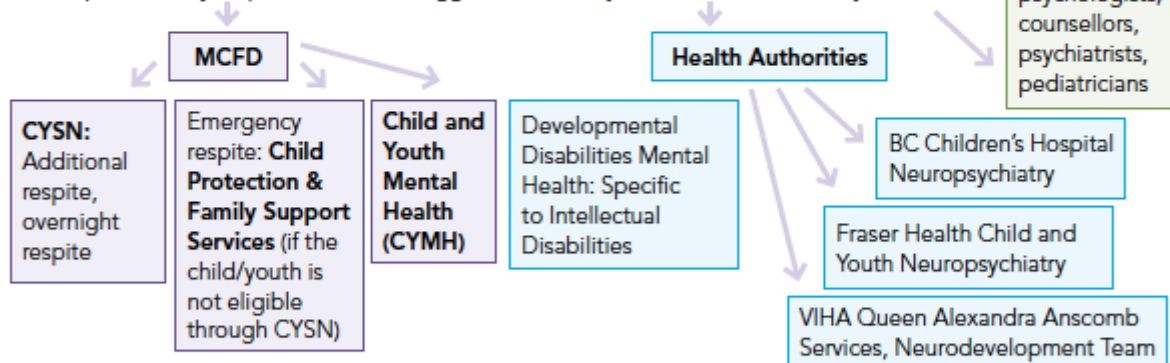 counsellors,
psychiatrists,
pediatricians
MCFD
Health Authorities
CYSN:
Additional
respite,
overnight
respite
Emergency
respite: Child
Protection &
Family Support
Services (if the
child/youth is
not eligible
through CYSN)
Child and
Youth
Mental
Health
(CYMH)
Developmental
Disabilities Mental
Health: Specific
to Intellectual
Disabilities
BC Children's Hospital
Neuropsychiatry
Fraser Health Child and
Youth Neuropsychiatry
VIHA Queen Alexandra Anscomb
Services, Neurodevelopment Team